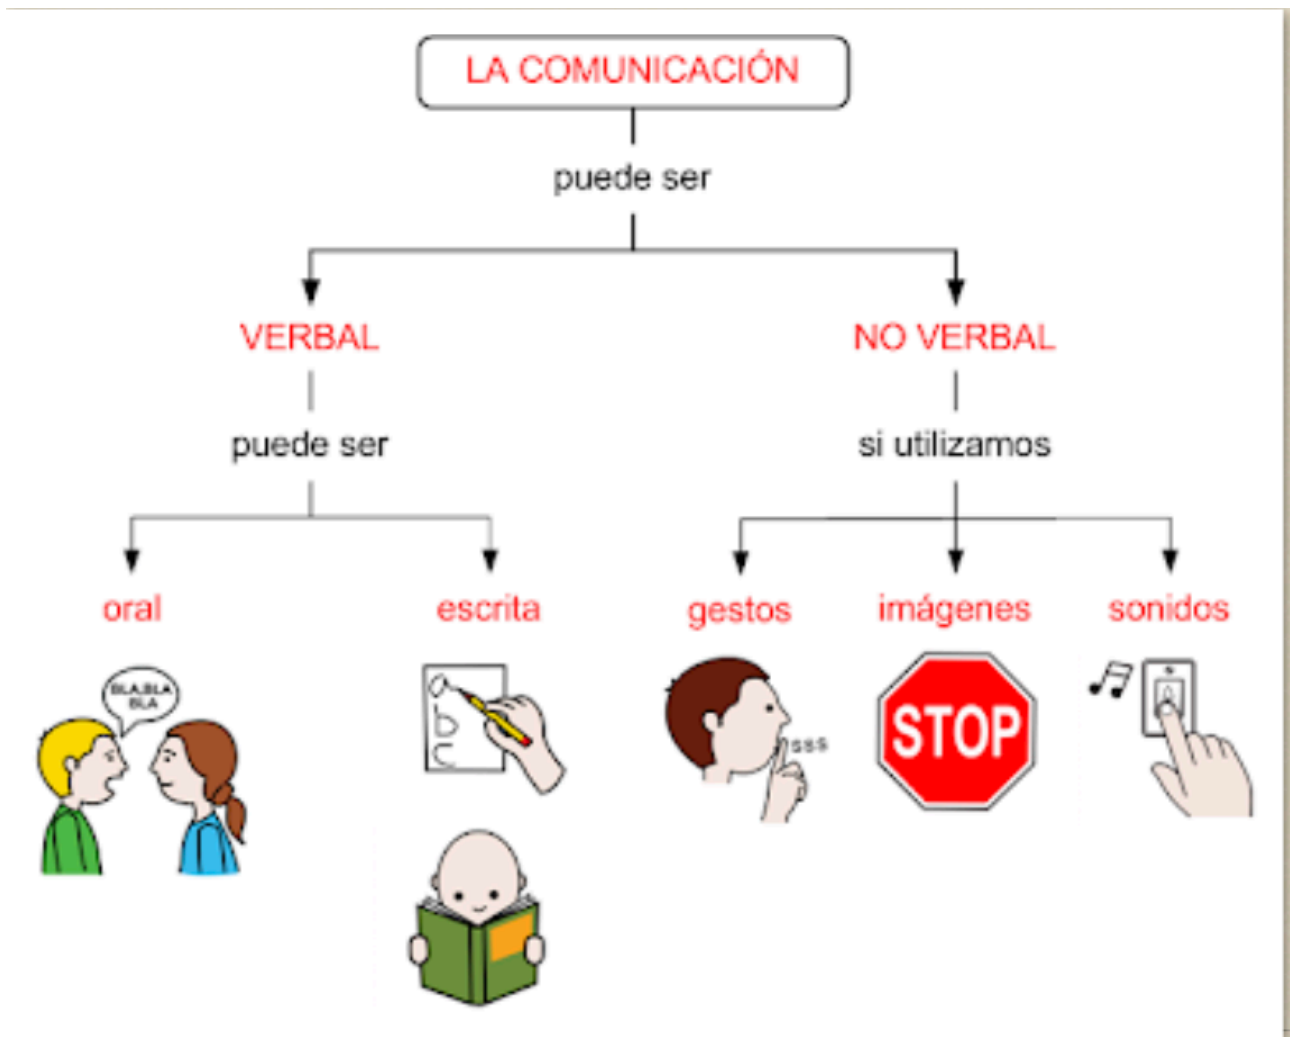 LA COMUNICACIÓN
puede ser
VERBAL
NO VERBAL
puede ser
si utilizamos
oral
escrita
gestos
imágenes
sonidos
BLA,BLA
BLA
a
b
c
sss
STOP